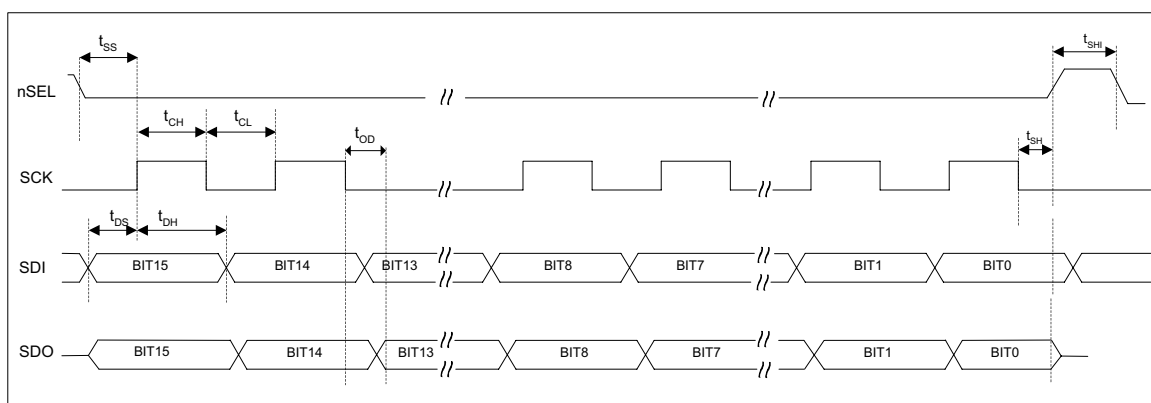 tSS
tSHI
nSEL
tCH tCL
tOD
tSH
SCK
tDS tDH
SDI BIT15 BIT14 BIT13 BIT8 BIT7 BIT1 BIT0
SDO BIT15 BIT14 BIT13 BIT8 BIT7 BIT1 BIT0